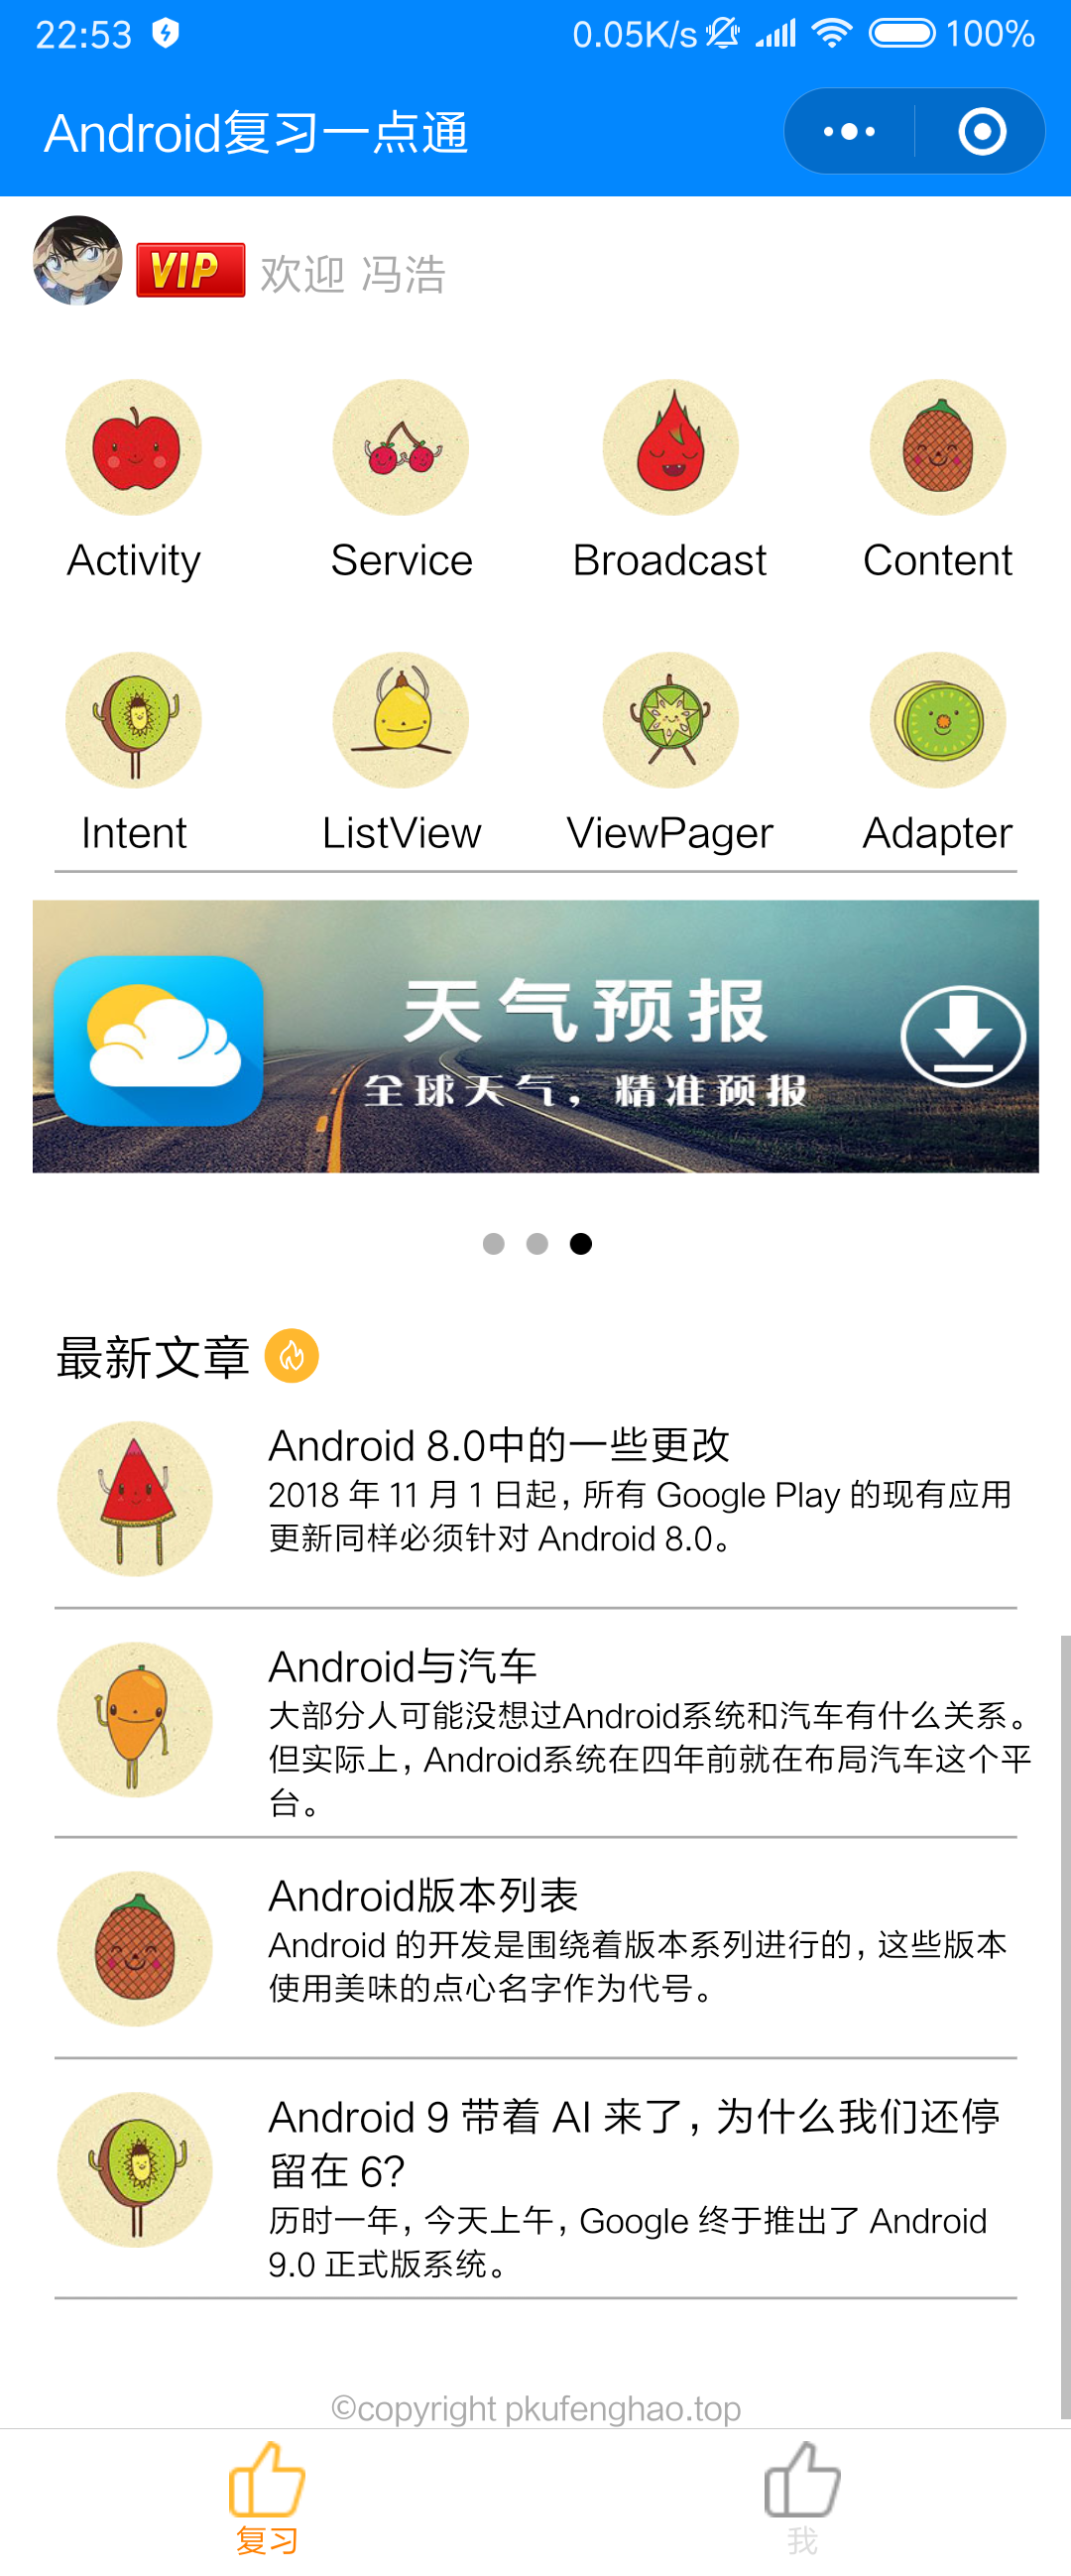 22:53
0.05K/s
100%
Android复习一点通
VIP 欢迎 冯浩
Activity
Service
Broadcast
Content
Intent
ListView
ViewPager
Adapter
天气预报
全球天气，精准预报
最新文章
Android 8.0中的一些更改
2018 年 11 月 1 日起，所有 Google Play 的现有应用
更新同样必须针对 Android 8.0。
Android与汽车
大部分人可能没想过Android系统和汽车有什么关系。
但实际上，Android系统在四年前就在布局汽车这个平
台。
Android版本列表
Android 的开发是围绕着版本系列进行的，这些版本
使用美味的点心名字作为代号。
Android 9 带着 AI 来了，为什么我们还停
留在 6?
历时一年，今天上午，Google 终于推出了 Android
9.0 正式版系统。
©copyright pkufenghao.top
复习
我